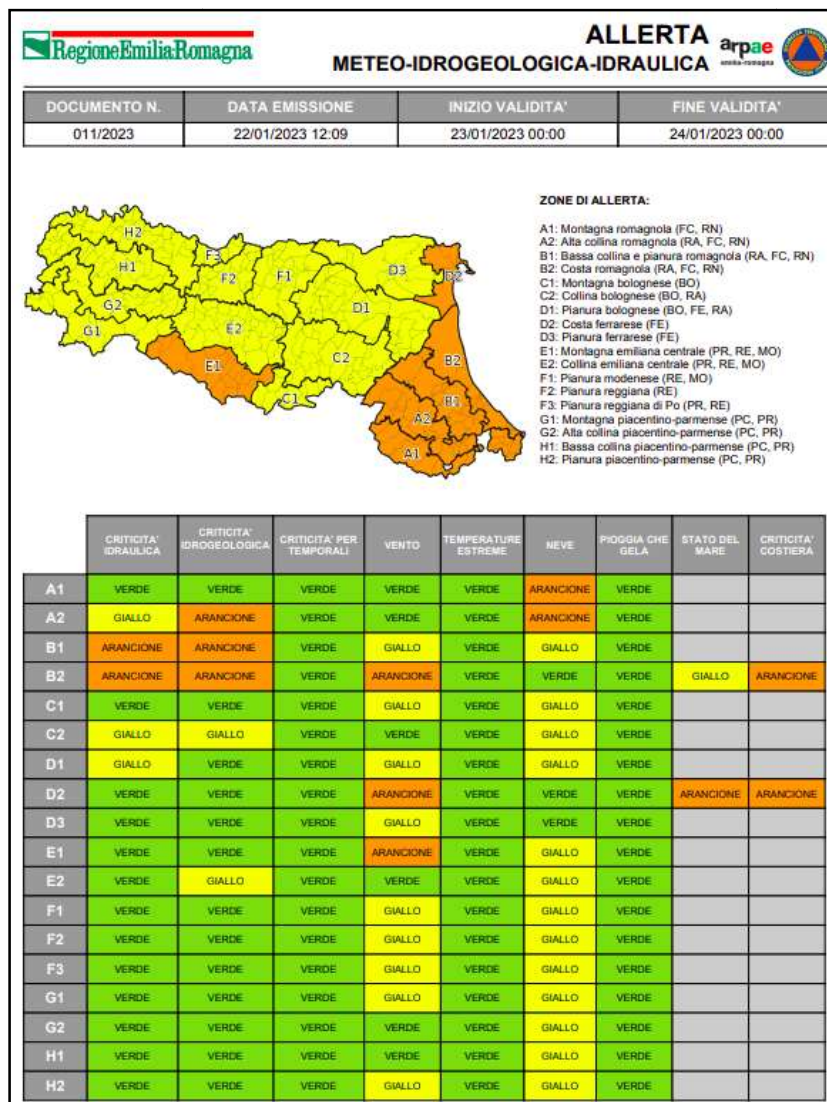 RegioneEmilia-Romagna
ALLERTA
METEO-IDROGEOLOGICA-IDRAULICA
arpae
emilia-romagna
DOCUMENTO N. DATA EMISSIONE INIZIO VALIDITA' FINE VALIDITA'
011/2023 22/01/2023 12:09 23/01/2023 00:00 24/01/2023 00:00
ZONE DI ALLERTA:
A1: Montagna romagnola (FC, RN)
A2: Alta collina romagnola (RA, FC, RN)
B1: Bassa collina e pianura romagnola (RA, FC, RN)
B2: Costa romagnola (RA, FC, RN)
C1: Montagna bolognese (BO)
C2: Collina bolognese (BO, RA)
D1: Pianura bolognese (BO, FE, RA)
D2: Costa ferrarese (FE)
D3: Pianura ferrarese (FE)
E1: Montagna emiliana centrale (PR, RE, MO)
E2: Collina emiliana centrale (PR, RE, MO)
F1: Pianura modenese (RE, MO)
F2: Pianura reggiana (RE)
F3: Pianura reggiana di Po (PR, RE)
G1: Montagna piacentino-parmense (PC, PR)
G2: Alta collina piacentino-parmense (PC, PR)
H1: Bassa collina piacentino-parmense (PC, PR)
H2: Pianura piacentino-parmense (PC, PR)
H2
F3
D3
D2
H1
F2
F1
G2
D1
G1
E2
C2
B2
E1
C1
B1
A2
A1
CRITICITA' IDRAULICA CRITICITA' IDROGEOLOGICA CRITICITA' PER TEMPORALI VENTO TEMPERATURE ESTREME NEVE PIOGGIA CHE GELA STATO DEL MARE CRITICITA' COSTIERA
A1 VERDE VERDE VERDE VERDE VERDE ARANCIONE VERDE
A2 GIALLO ARANCIONE VERDE VERDE VERDE ARANCIONE VERDE
B1 ARANCIONE ARANCIONE VERDE GIALLO VERDE GIALLO VERDE
B2 ARANCIONE ARANCIONE VERDE ARANCIONE VERDE VERDE VERDE GIALLO ARANCIONE
C1 VERDE VERDE VERDE GIALLO VERDE GIALLO VERDE
C2 GIALLO GIALLO VERDE VERDE VERDE GIALLO VERDE
D1 GIALLO VERDE VERDE GIALLO VERDE GIALLO VERDE
D2 VERDE VERDE VERDE ARANCIONE VERDE VERDE VERDE ARANCIONE ARANCIONE
D3 VERDE VERDE VERDE GIALLO VERDE VERDE VERDE
E1 VERDE VERDE VERDE ARANCIONE VERDE GIALLO VERDE
E2 VERDE GIALLO VERDE VERDE VERDE GIALLO VERDE
F1 VERDE VERDE VERDE GIALLO VERDE GIALLO VERDE
F2 VERDE VERDE VERDE GIALLO VERDE GIALLO VERDE
F3 VERDE VERDE VERDE GIALLO VERDE GIALLO VERDE
G1 VERDE VERDE VERDE GIALLO VERDE GIALLO VERDE
G2 VERDE VERDE VERDE VERDE VERDE GIALLO VERDE
H1 VERDE VERDE VERDE VERDE VERDE GIALLO VERDE
H2 VERDE VERDE VERDE GIALLO VERDE GIALLO VERDE